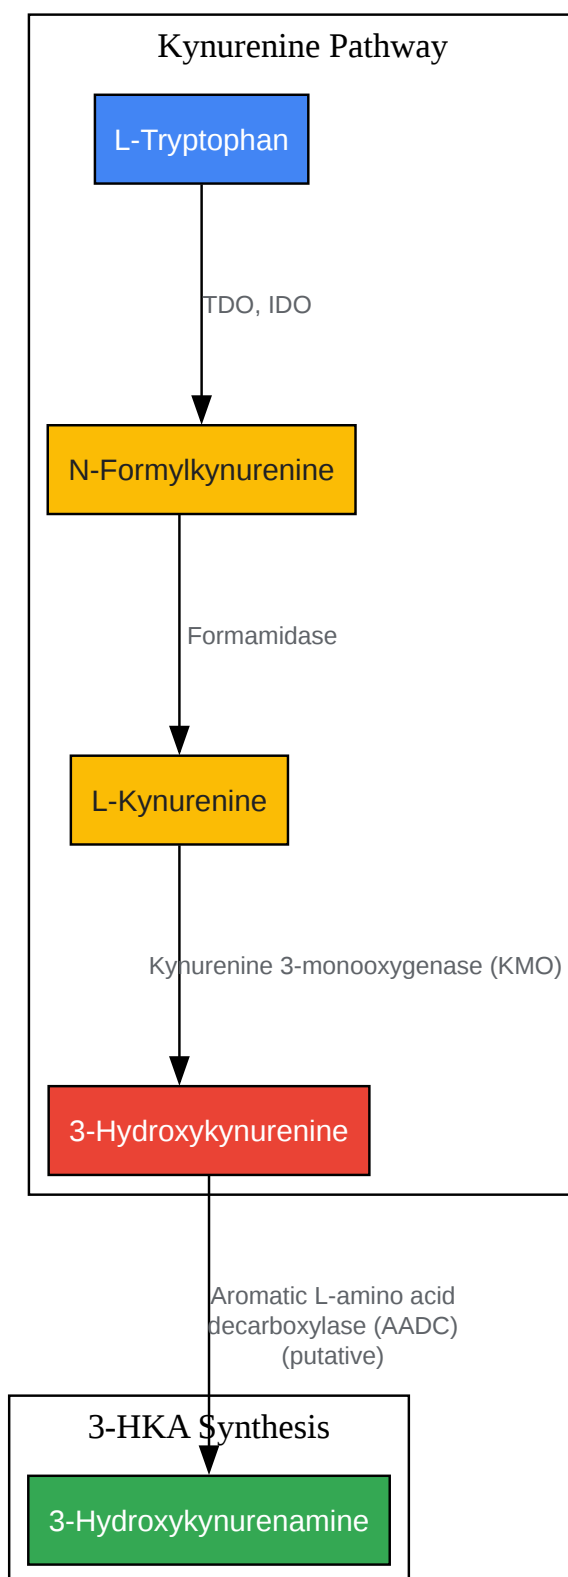 Kynurenine Pathway
L-Tryptophan
TDO, IDO
N-Formylkynurenine
Formamidase
L-Kynurenine
Kynurenine 3-monooxygenase (KMO)
3-Hydroxykynurenine
Aromatic L-amino acid
decarboxylase (AADC)
(putative)
3-HKA Synthesis
3-Hydroxykynurenamine